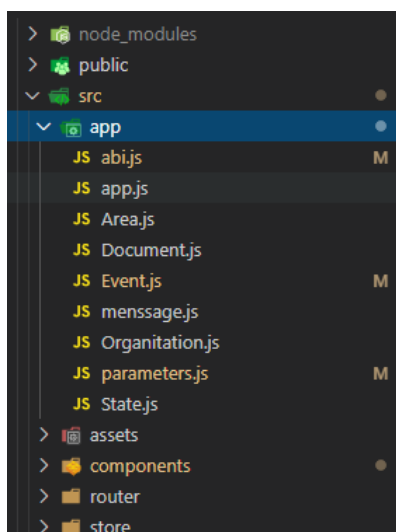 node_modules
public
src
app
JS abi.js M
JS app.js
JS Area.js
JS Document.js
JS Event.js M
JS menssage.js
JS Organitation.js
JS parameters.js M
JS State.js
assets
components
router
store